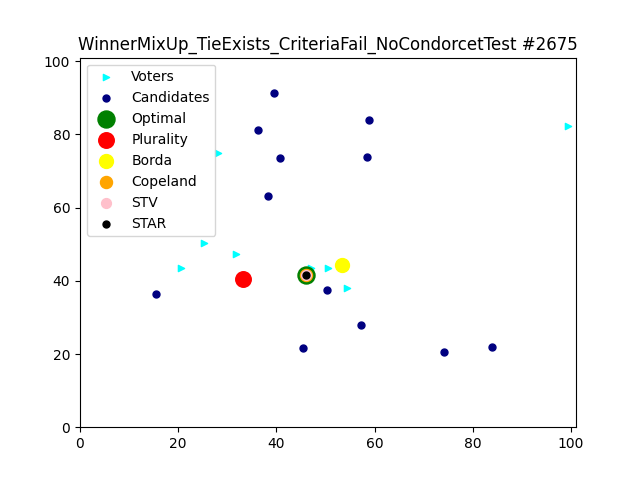 WinnerMixUp_TieExists_CriteriaFail_NoCondorcetTest #2675
100
80
60
40
20
0
Voters
Candidates
Optimal
Plurality
Borda
Copeland
STV
STAR
0 20 40 60 80 100